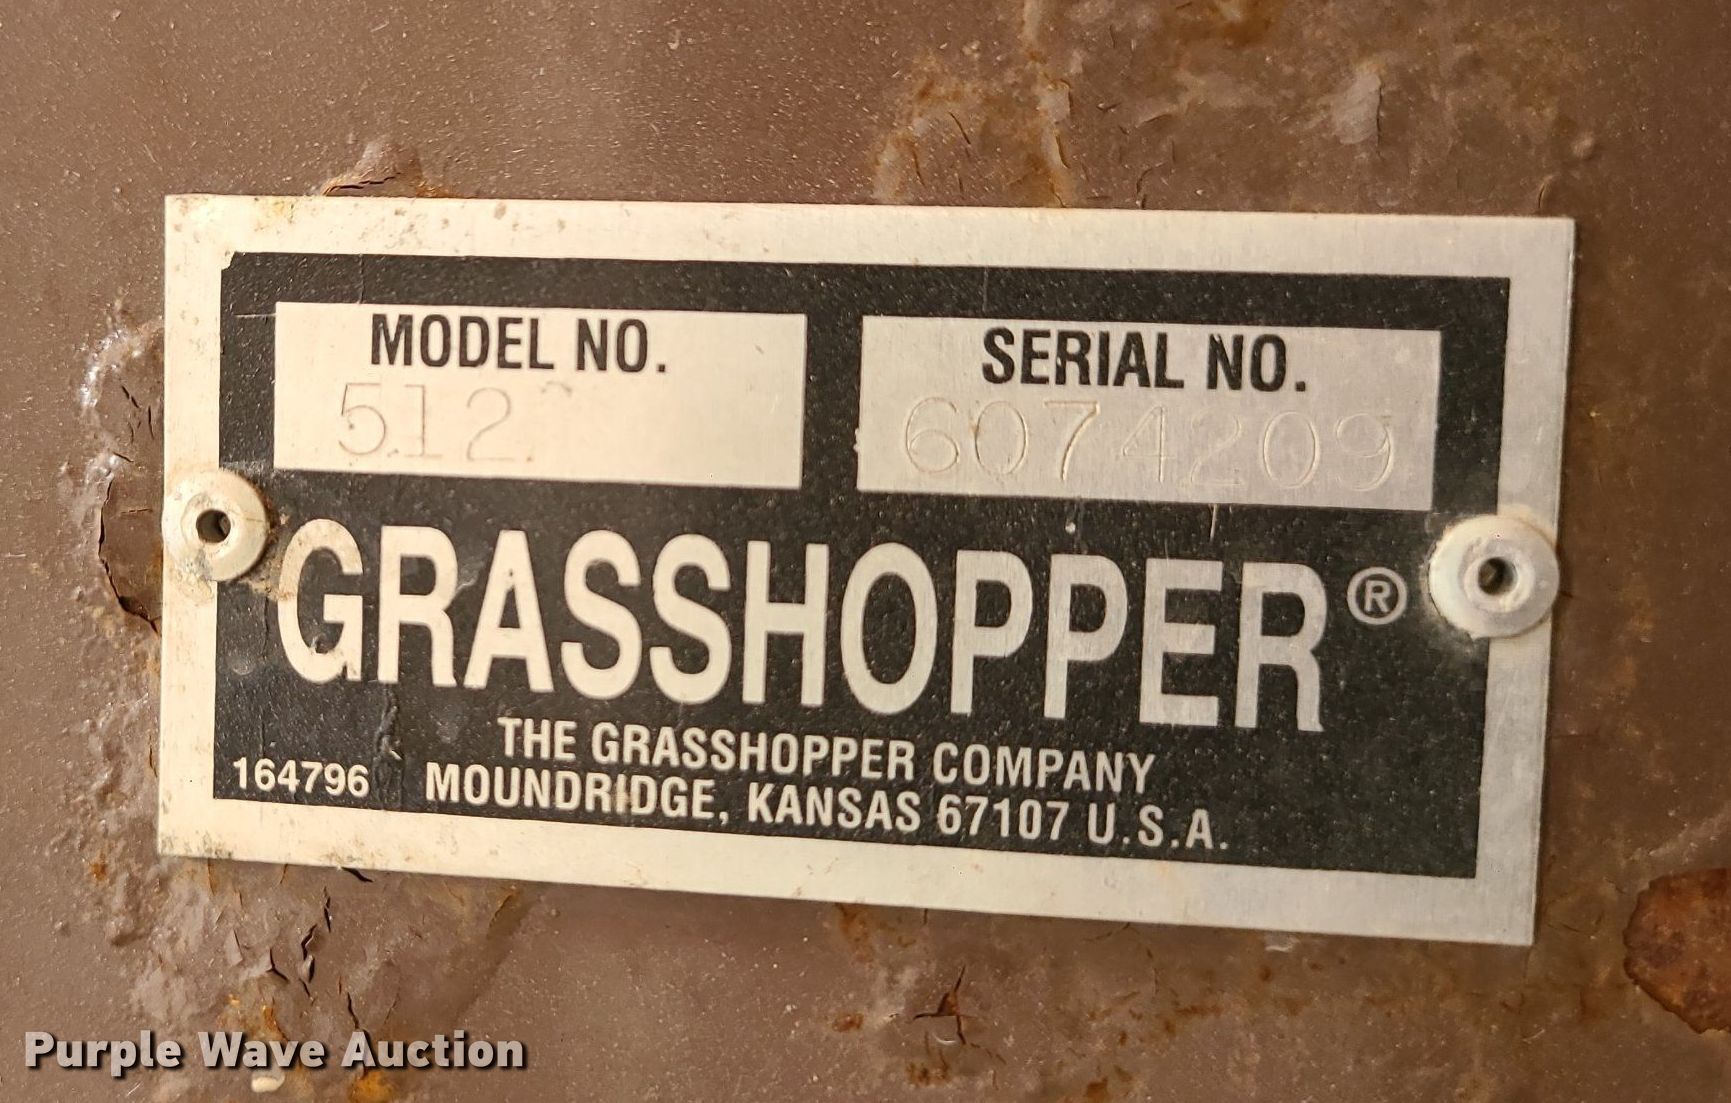 MODEL NO.
512
SERIAL NO.
6074209
GRASSHOPPER®
THE GRASSHOPPER COMPANY
164796
MOUNDRIDGE, KANSAS 67107 U.S.A.
Purple Wave Auction